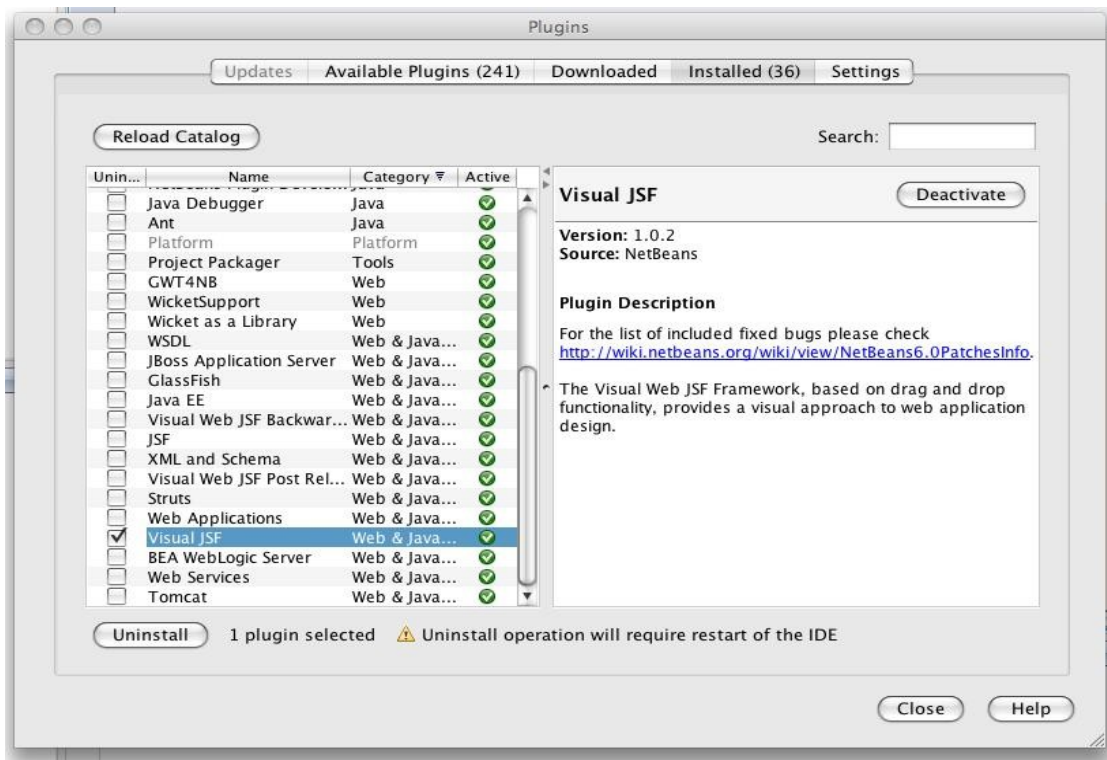 Plugins
Updates Available Plugins (241) Downloaded Installed (36) Settings
Reload Catalog
Search:
Unin... Name Category Active
Java Debugger Java
Ant Java
Platform Platform
Project Packager Tools
GWT4NB Web
WicketSupport Web
Wicket as a Library Web
WSDL Web & Java...
JBoss Application Server Web & Java...
GlassFish Web & Java...
Java EE Web & Java...
Visual Web JSF Backwar... Web & Java...
JSF Web & Java...
XML and Schema Web & Java...
Visual Web JSF Post Rel... Web & Java...
Struts Web & Java...
Web Applications Web & Java...
Visual JSF Web & Java...
BEA WebLogic Server Web & Java...
Web Services Web & Java...
Tomcat Web & Java...
Visual JSF
Deactivate
Version: 1.0.2
Source: NetBeans
Plugin Description
For the list of included fixed bugs please check
http://wiki.netbeans.org/wiki/view/NetBeans6.0PatchesInfo.
The Visual Web JSF Framework, based on drag and drop
functionality, provides a visual approach to web application
design.
Uninstall 1 plugin selected Uninstall operation will require restart of the IDE
Close Help